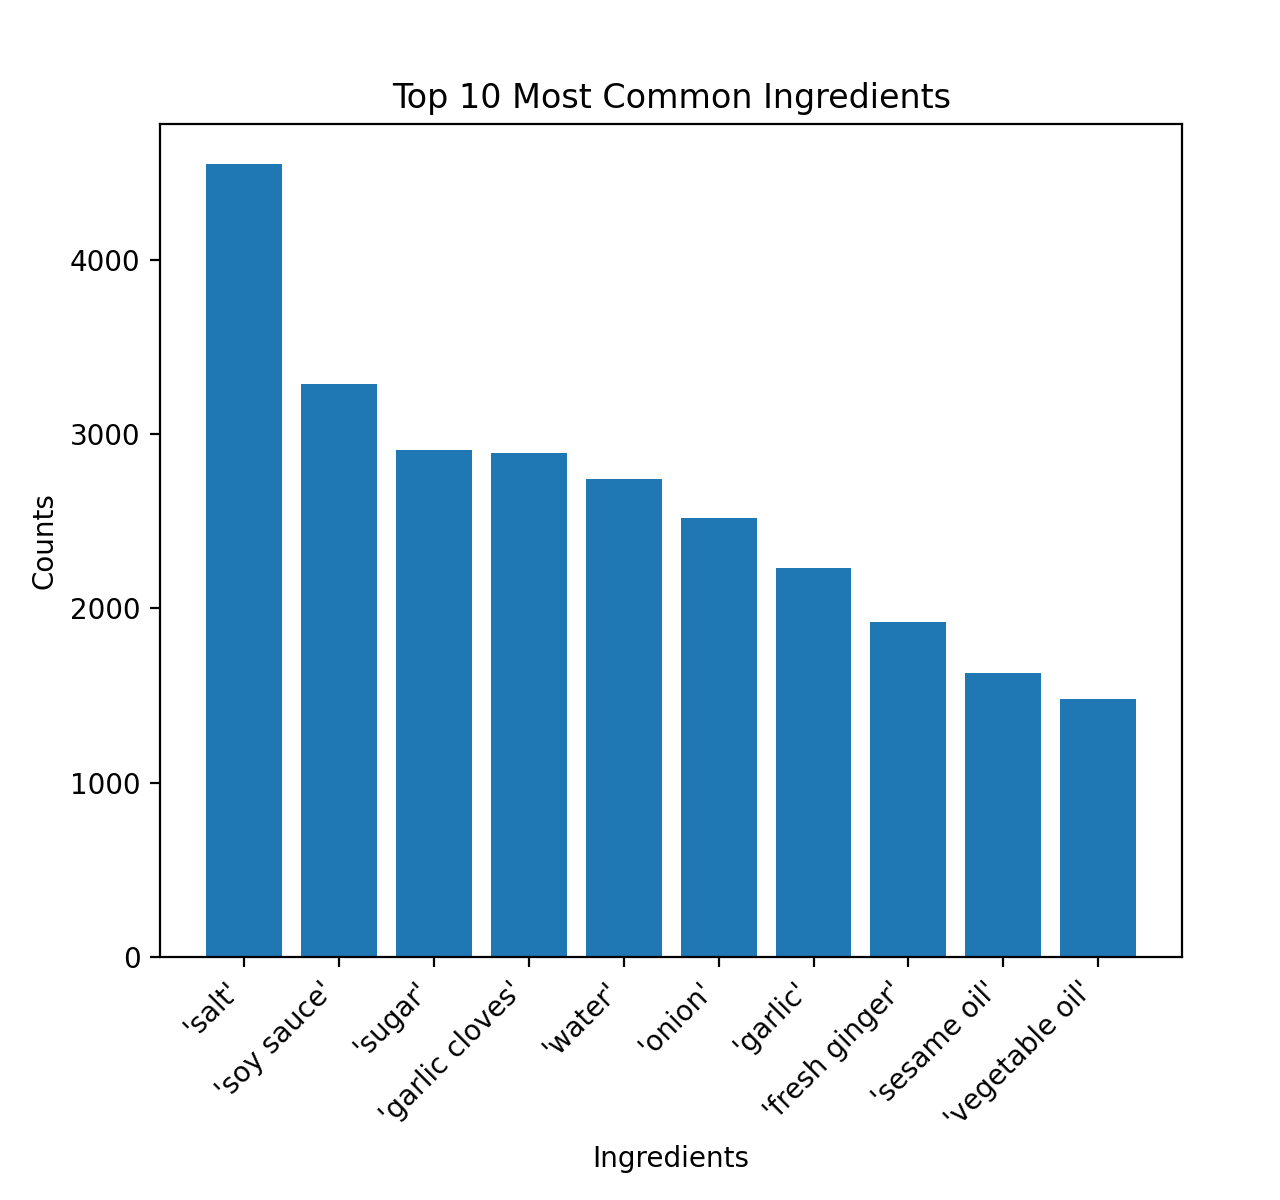 Top 10 Most Common Ingredients
Counts
4000
3000
2000
1000
0
'salt'
'soy sauce'
'sugar'
'garlic cloves'
'water'
'onion'
'garlic'
'fresh ginger'
'sesame oil'
'vegetable oil'
Ingredients